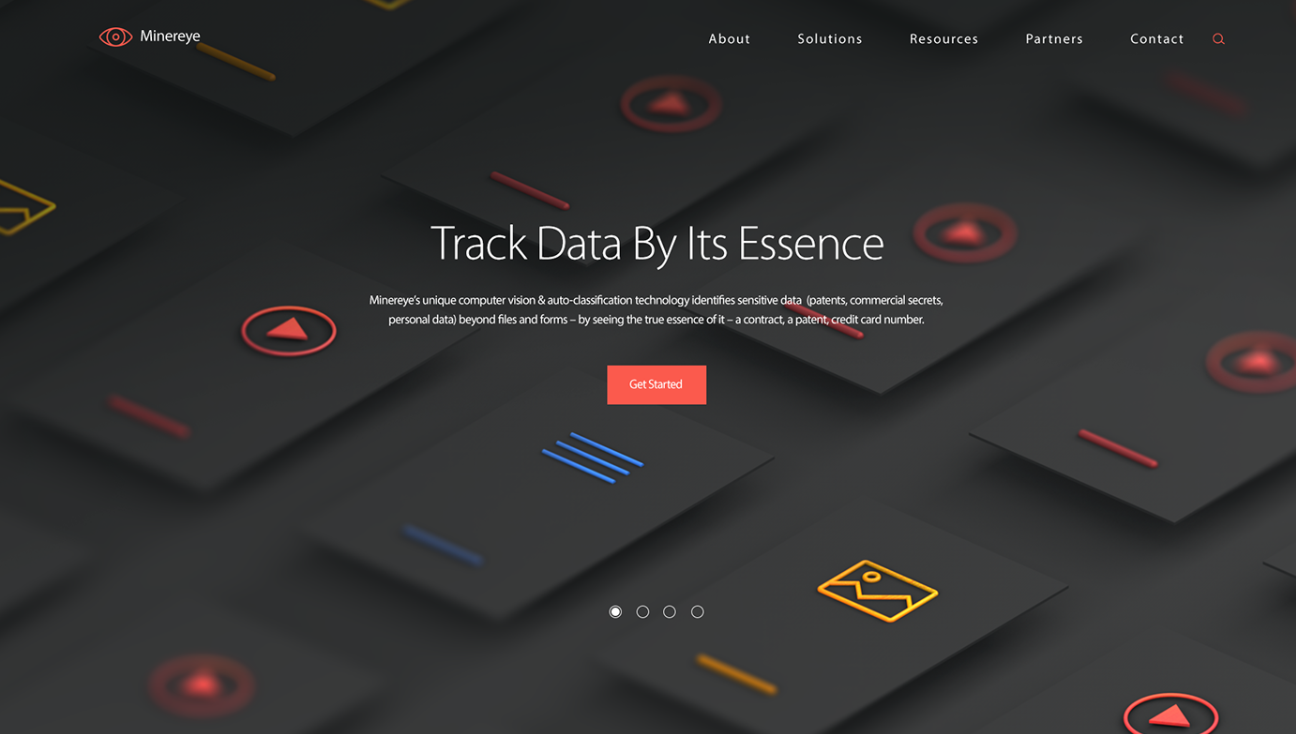 Minereye
About Solutions Resources Partners Contact
Track Data By Its Essence
Minereye's unique computer vision & auto-classification technology identifies sensitive data (patents, commercial secrets,
personal data) beyond files and forms – by seeing the true essence of it – a contract, a patent, credit card number.
Get Started